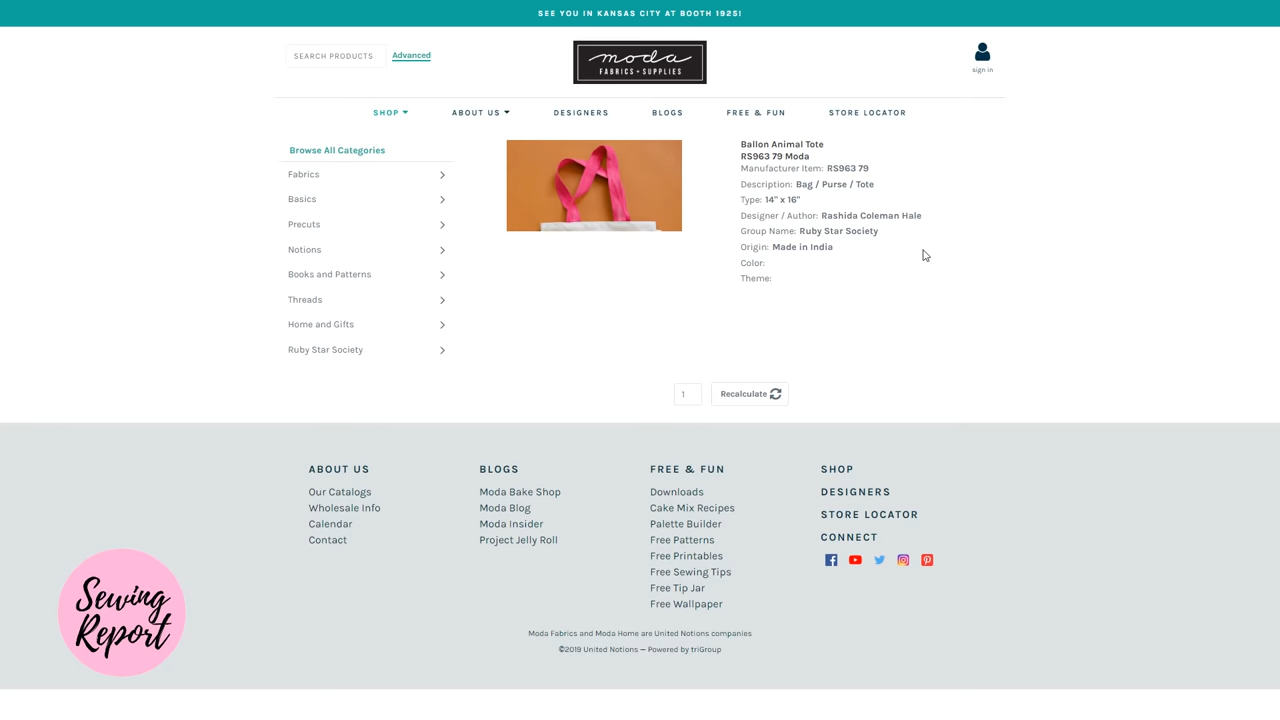 SEE YOU IN KANSAS CITY AT BOOTH 1925!
SEARCH PRODUCTS
Advanced
moda
FABRICS + SUPPLIES
sign in
SHOP
ABOUT US
DESIGNERS
BLOGS
FREE & FUN
STORE LOCATOR
Browse All Categories
Fabrics
Basics
Precuts
Notions
Books and Patterns
Threads
Home and Gifts
Ruby Star Society
Ballon Animal Tote
RS963 79 Moda
Manufacturer Item: RS963 79
Description: Bag / Purse / Tote
Type: 14" x 16"
Designer / Author: Rashida Coleman Hale
Group Name: Ruby Star Society
Origin: Made in India
Color:
Theme:
1
Recalculate
ABOUT US
Our Catalogs
Wholesale Info
Calendar
Contact
BLOGS
Moda Bake Shop
Moda Blog
Moda Insider
Project Jelly Roll
FREE & FUN
Downloads
Cake Mix Recipes
Palette Builder
Free Patterns
Free Printables
Free Sewing Tips
Free Tip Jar
Free Wallpaper
SHOP
DESIGNERS
STORE LOCATOR
CONNECT
Sewing
Report
Moda Fabrics and Moda Home are United Notions companies
©2019 United Notions — Powered by triGroup